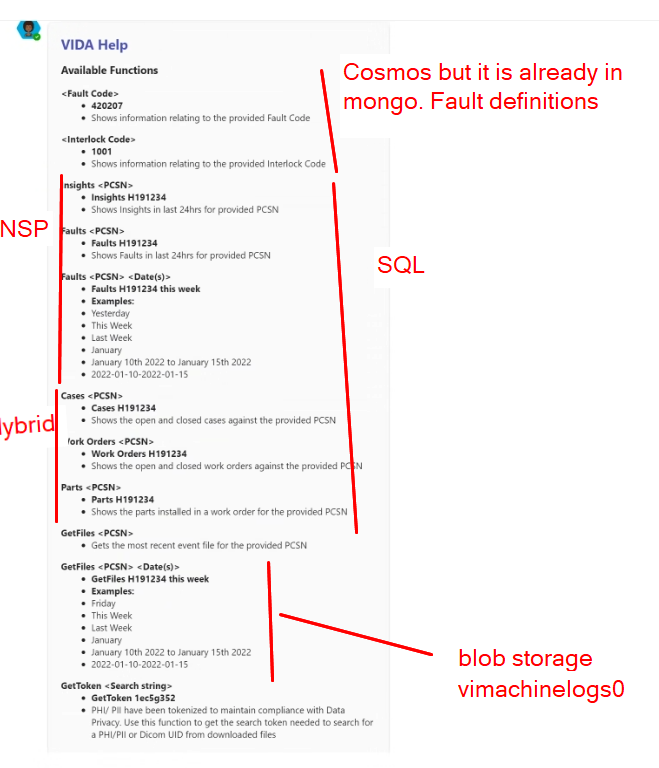 VIDA Help
Available Functions
Cosmos but it is already in
mongo. Fault definitions
<Fault Code>
420207
Shows information relating to the provided Fault Code
<Interlock Code>
1001
Shows information relating to the provided Interlock Code
nsights <PCSN>
Insights H191234
Shows Insights in last 24hrs for provided PCSN
NSP
Faults <PCSN>
Faults H191234
Shows Faults in last 24hrs for provided PCSN
SQL
Faults <PCSN> <Date(s)>
Faults H191234 this week
Examples:
Yesterday
This Week
Last Week
January
January 10th 2022 to January 15th 2022
2022-01-10-2022-01-15
Cases <PCSN>
Cases H191234
Shows the open and closed cases against the provided PCSN
lybrid
Work Orders <PCSN>
Work Orders H191234
Shows the open and closed work orders against the provided PCSN
Parts <PCSN>
Parts H191234
Shows the parts installed in a work order for the provided PCSN
GetFiles <PCSN>
Gets the most recent event file for the provided PCSN
GetFiles <PCSN> <Date(s)>
GetFiles H191234 this week
Examples:
Friday
This Week
Last Week
January
January 10th 2022 to January 15th 2022
2022-01-10-2022-01-15
blob storage
vimachinelogs0
GetToken <Search string>
GetToken 1ec5g352
PHI/ PII have been tokenized to maintain compliance with Data
Privacy. Use this function to get the search token needed to search for
a PHI/PII or Dicom UID from downloaded files